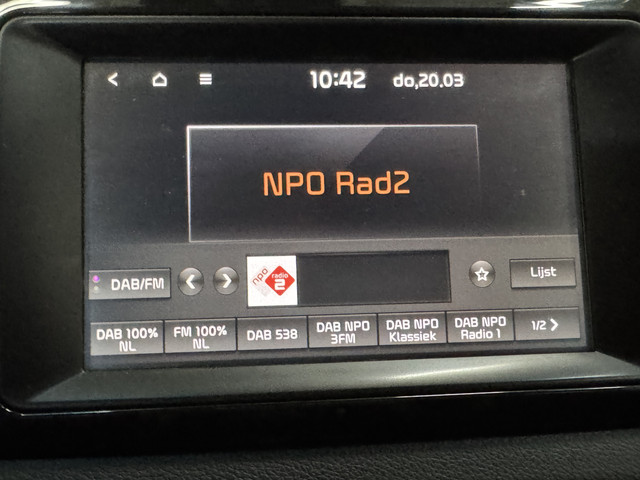 10:42 do,20.03
NPO Rad2
DAB/FM
npo radio 2
Lijst
DAB 100% NL
FM 100% NL
DAB 538
DAB NPO 3FM
DAB NPO Klassiek
DAB NPO Radio 1
1/2